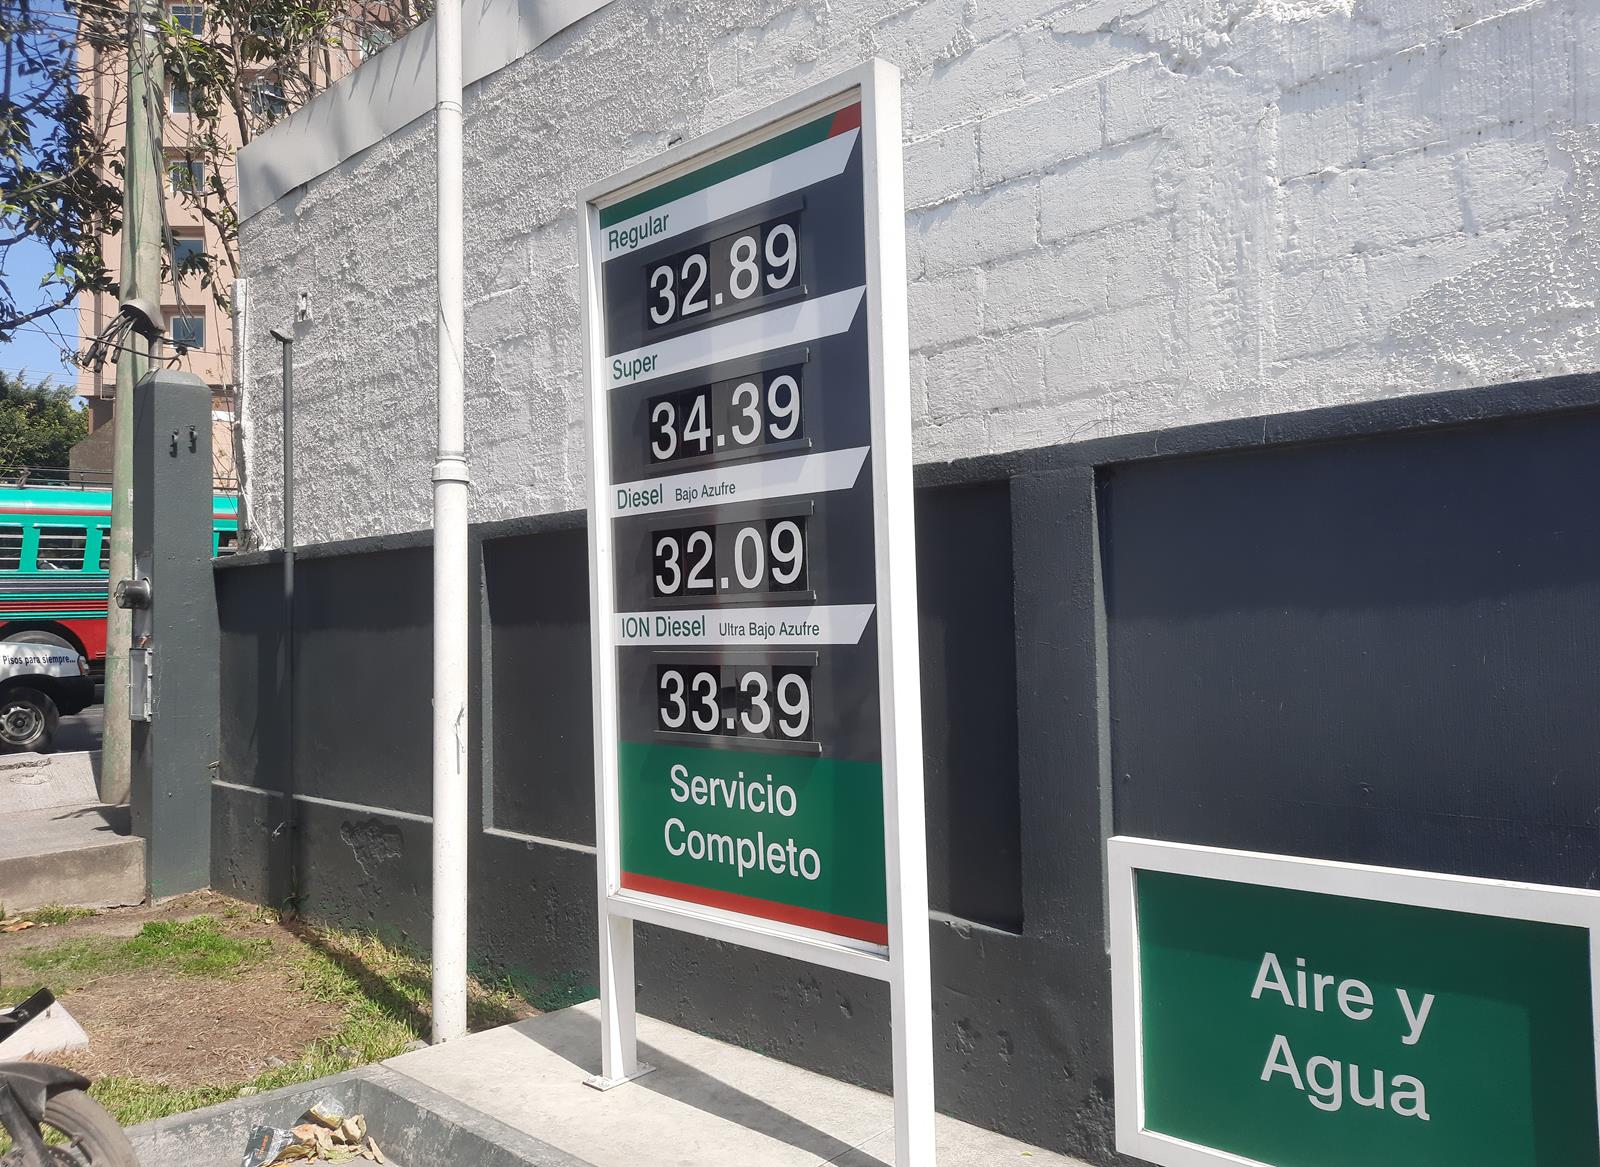 Regular
32.89
Super
34.39
Diesel Bajo Azufre
32.09
ION Diesel Ultra Bajo Azufre
33.39
Servicio
Completo
Aire y
Agua
Pisos para siempre...